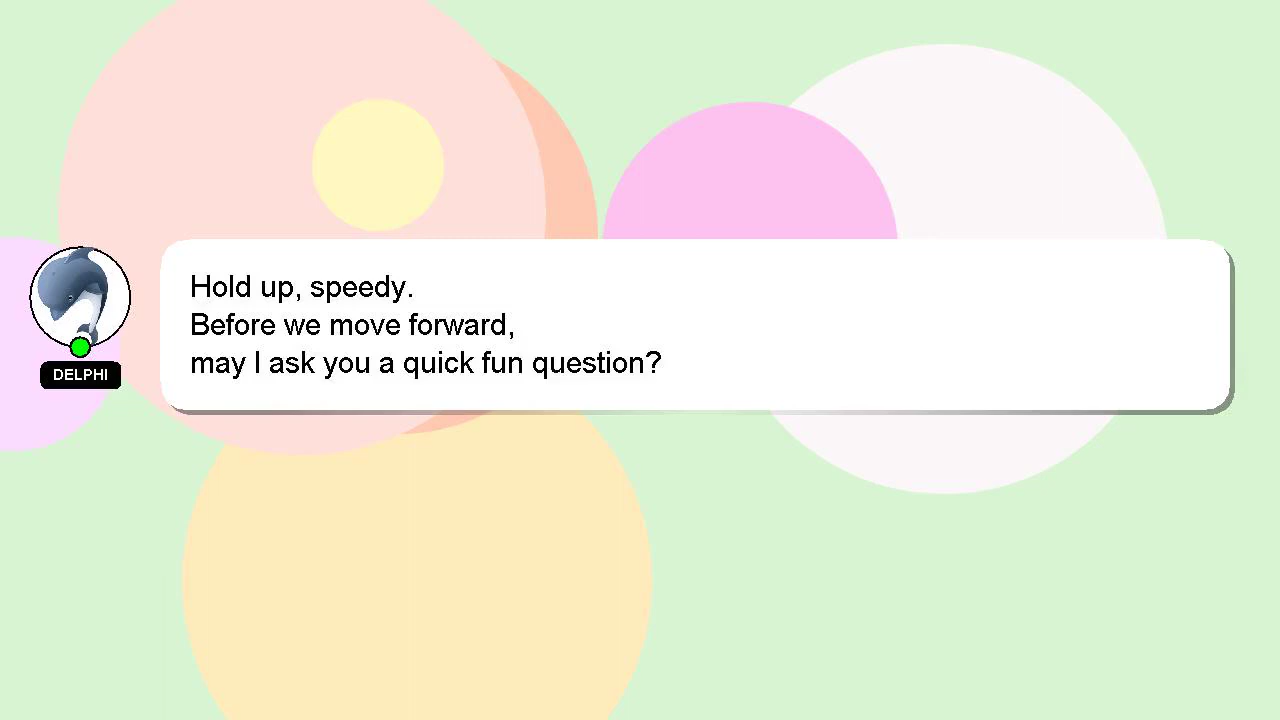 Hold up, speedy.
Before we move forward,
may I ask you a quick fun question?
DELPHI